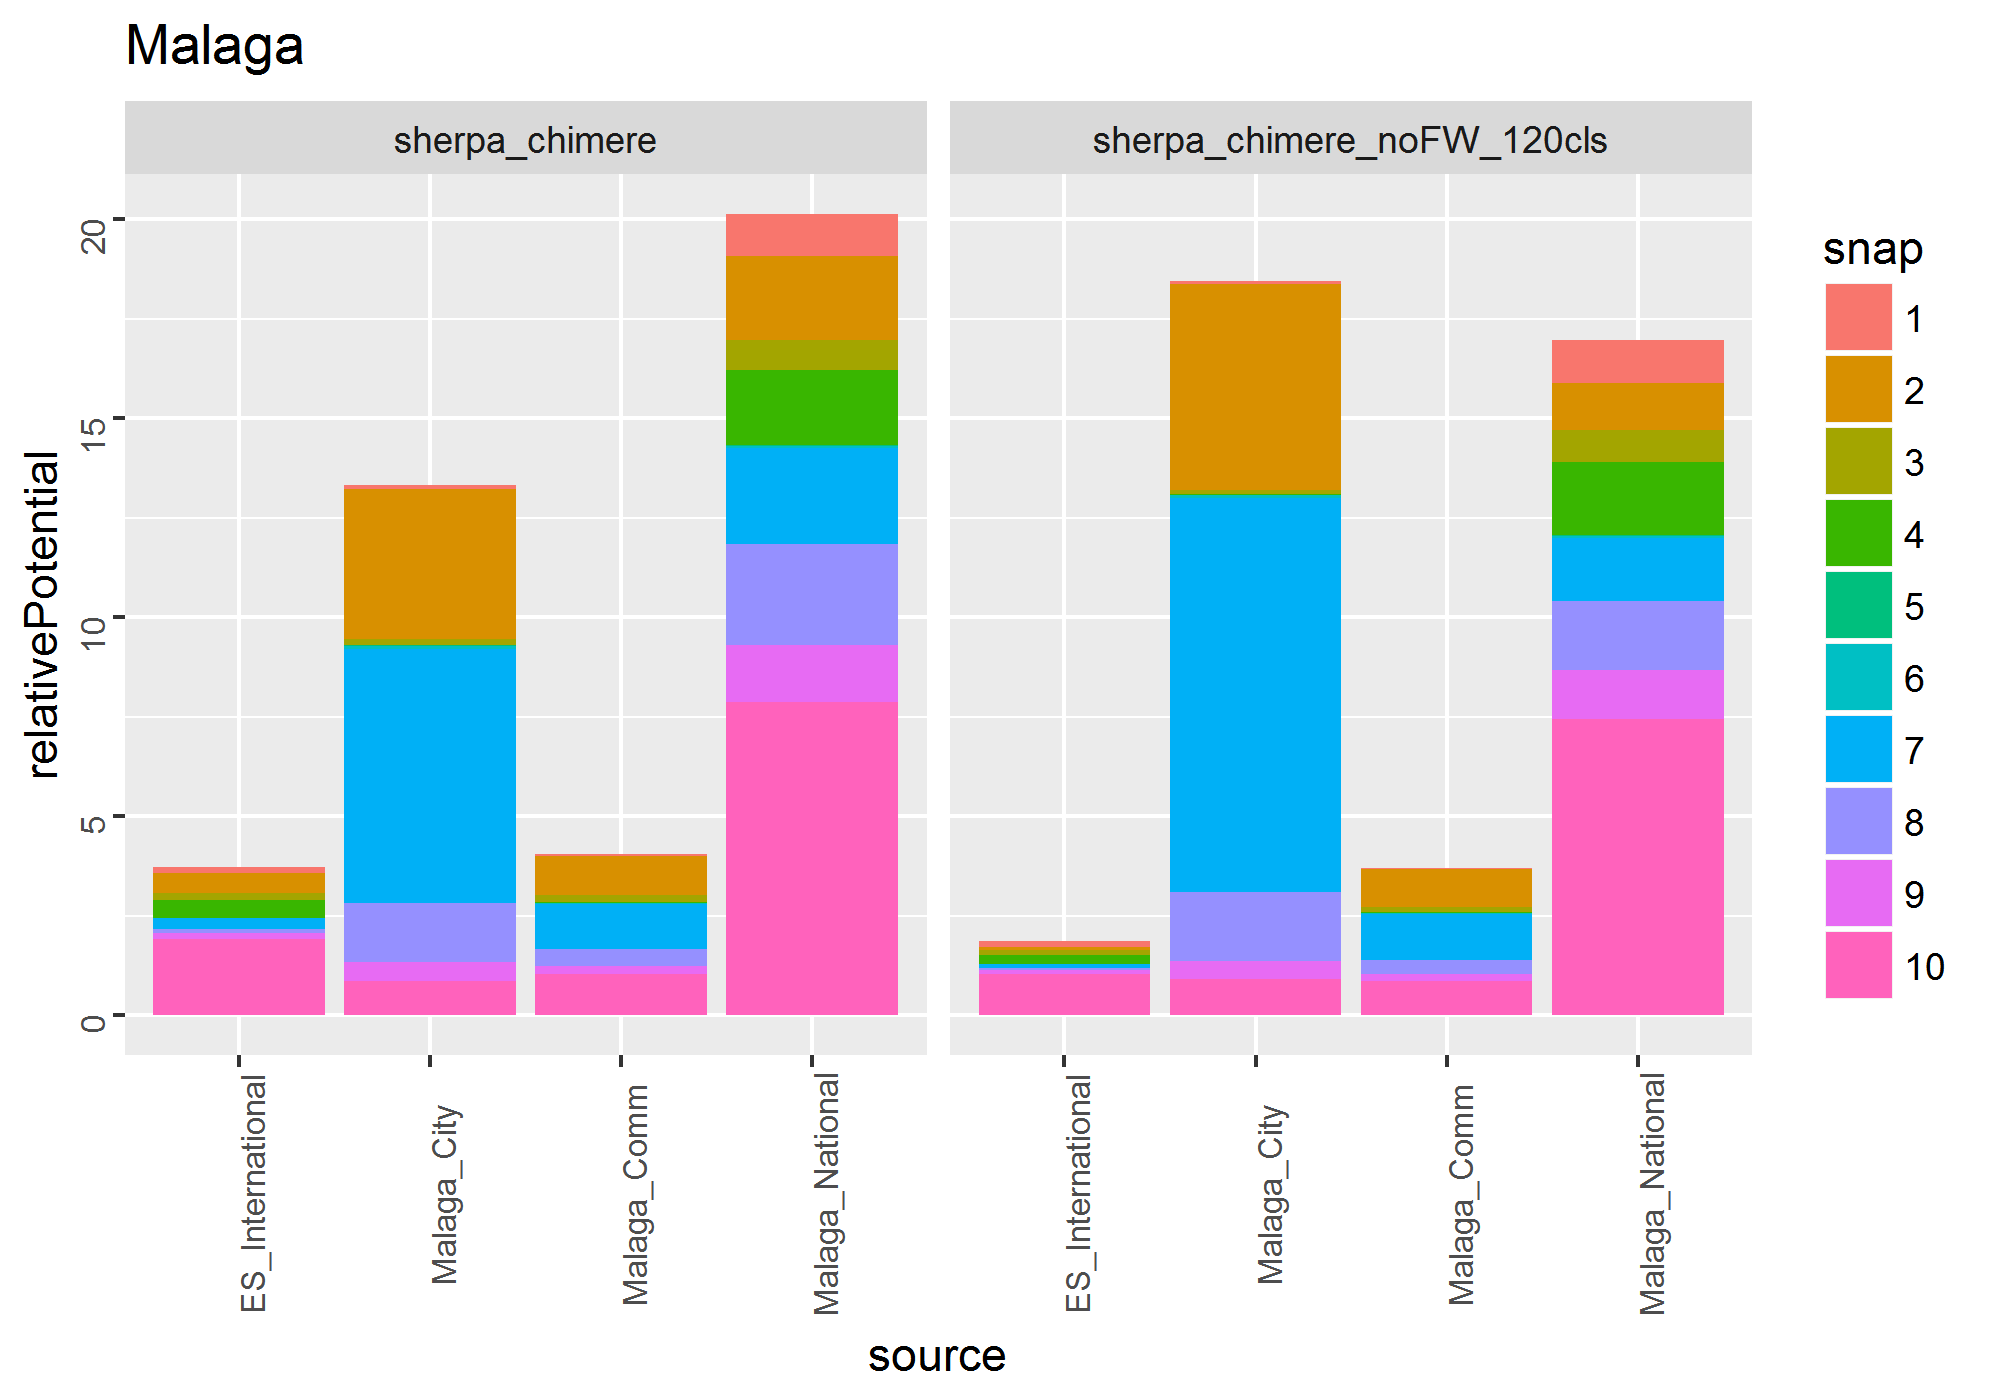 Malaga
sherpa_chimere
sherpa_chimere_noFW_120cls
relativePotential
20
15
10
5
0
ES_International
Malaga_City
Malaga_Comm
Malaga_National
ES_International
Malaga_City
Malaga_Comm
Malaga_National
source
snap
1
2
3
4
5
6
7
8
9
10